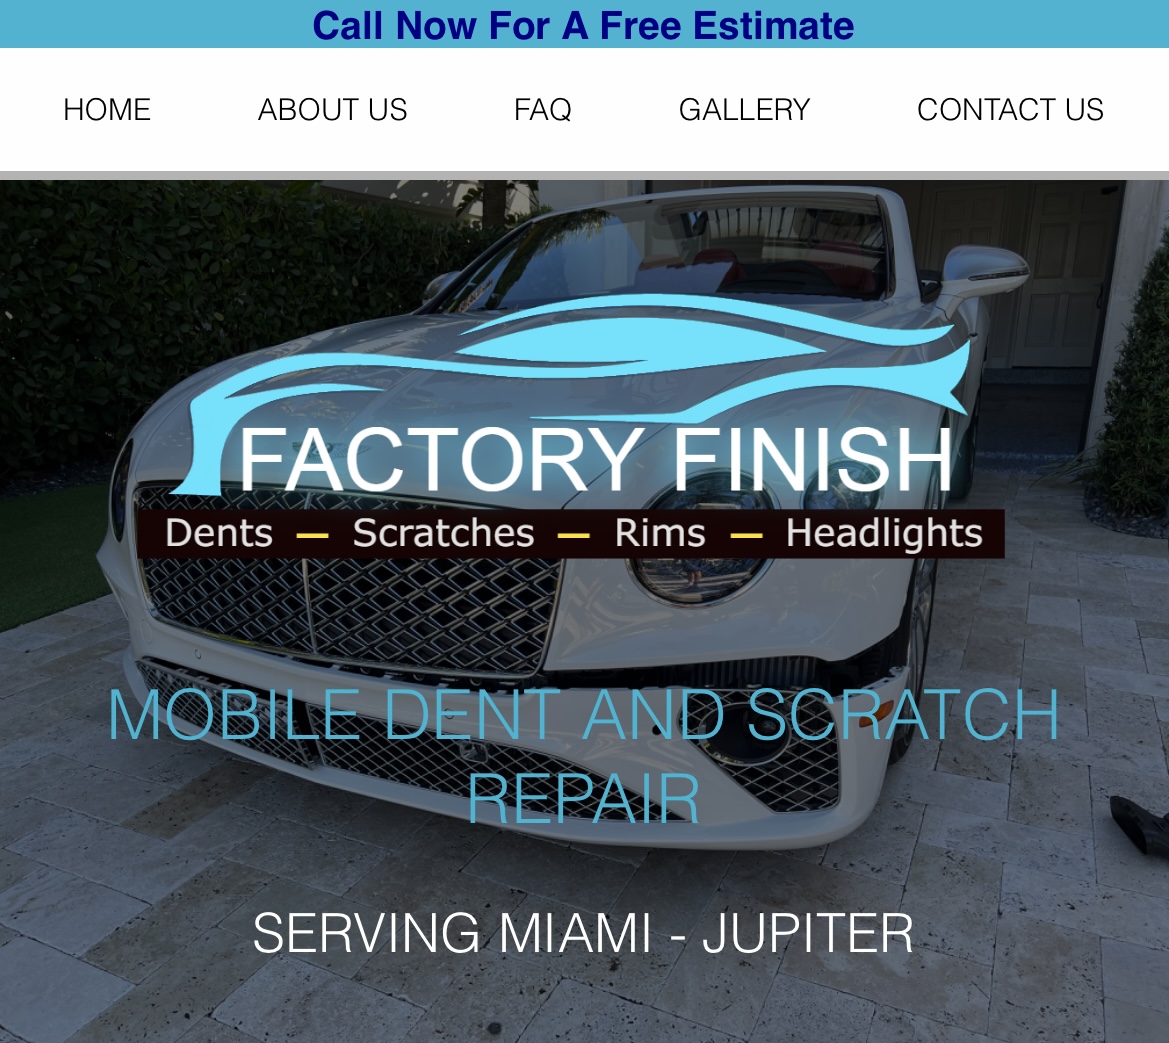 Call Now For A Free Estimate
HOME ABOUT US FAQ GALLERY CONTACT US
FACTORY FINISH
Dents — Scratches — Rims — Headlights
MOBILE DENT AND SCRATCH
REPAIR
SERVING MIAMI - JUPITER